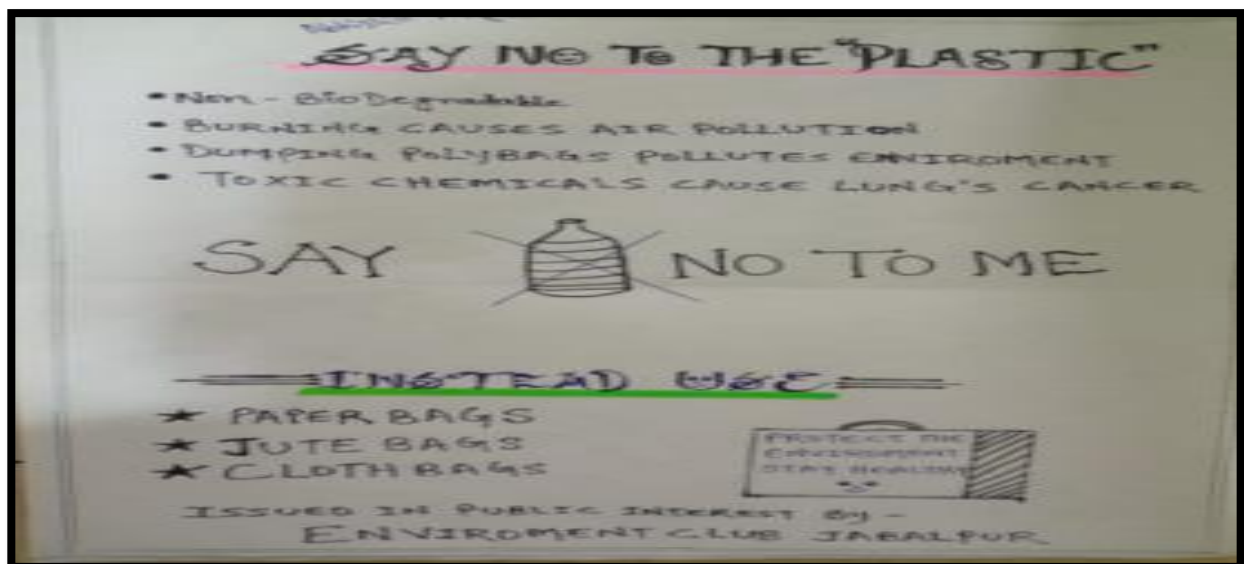 SAY NO TO THE "PLASTIC"
• Non-BioDegradable
• BURNING CAUSES AIR POLLUTION
• DUMPING POLYBAGS POLLUTES ENVIROMENT
• TOXIC CHEMICALS CAUSE LUNG'S CANCER
SAY NO TO ME
INSTEAD USE
★ PAPER BAGS
★ JUTE BAGS
★ CLOTH BAGS
PROTECT
ENVIROMENT
STAY HEALTHY
ISSUED IN PUBLIC INTEREST By -
ENVIROMENT CLUB JABALPUR